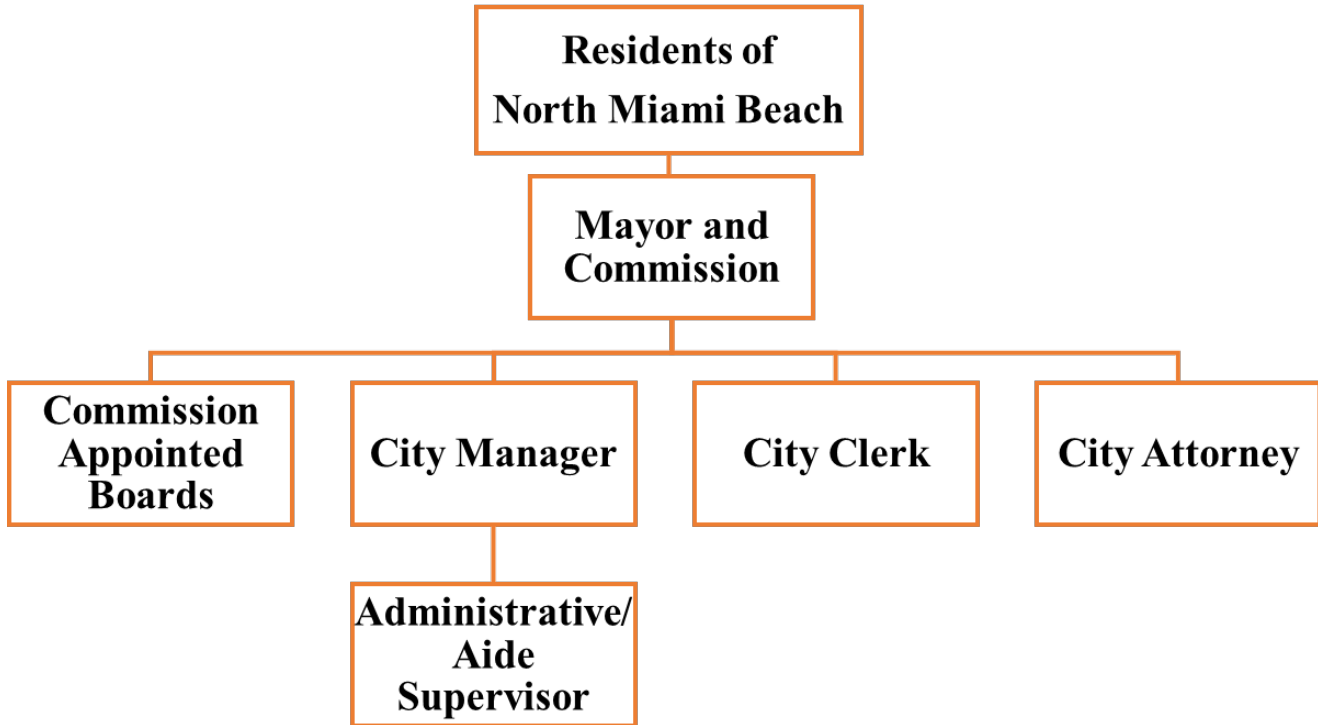 Residents of
North Miami Beach
Mayor and
Commission
Commission
Appointed
Boards
City Manager
City Clerk
City Attorney
Administrative/
Aide
Supervisor